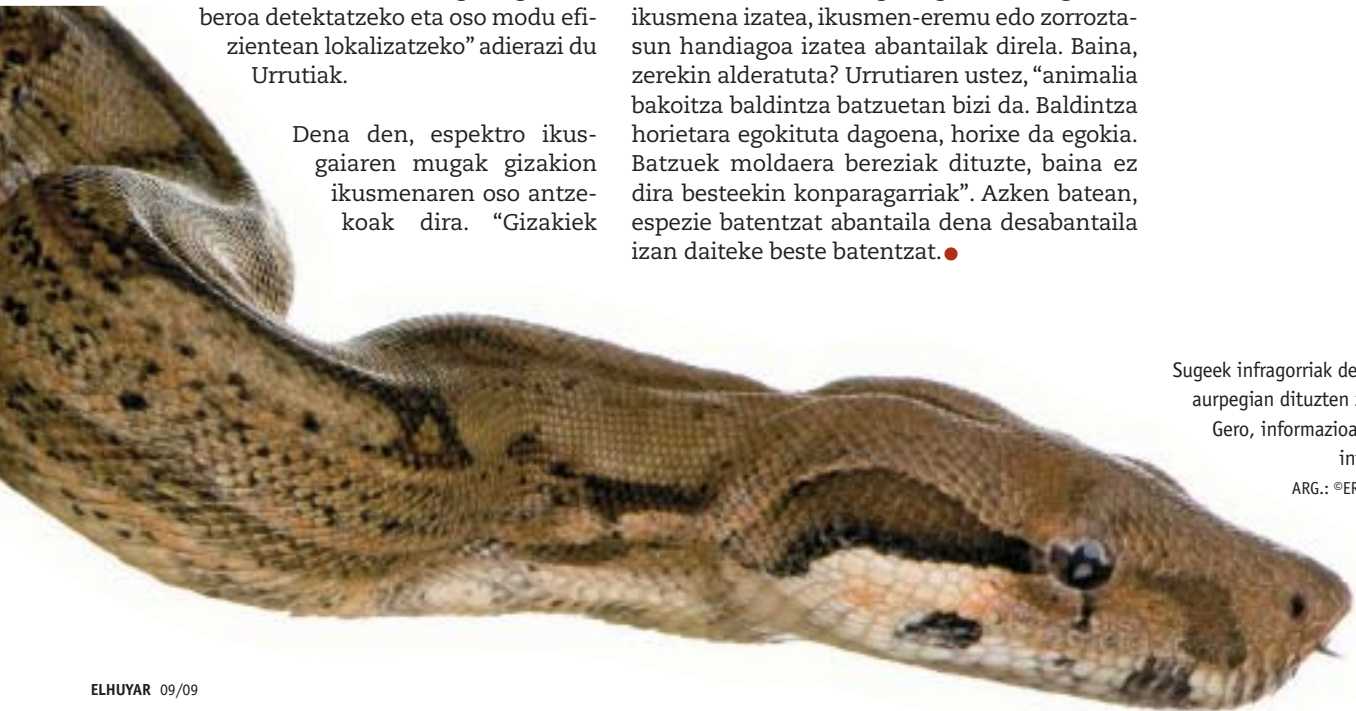 beroa detektatzeko eta oso modu efi-
zientean lokalizatzeko” adierazi du
Urrutiak.
Dena den, espektro ikus-
gaiaren mugak gizakion
ikusmenaren oso antze-
koak dira. “Gizakiek
ikusmena izatea, ikusmen-eremu edo zorrozta-
sun handiagoa izatea abantailak direla. Baina,
zerekin alderatuta? Urrutiaren ustez, “animalia
bakoitza baldintza batzuetan bizi da. Baldintza
horietara egokituta dagoena, horixe da egokia.
Batzuek moldaera bereziak dituzte, baina ez
dira besteekin konparagarriak”. Azken batean,
espezie batentzat abantaila dena desabantaila
izan daiteke beste batentzat.●
Sugeek infragorriak de
aurpegian dituzten
Gero, informazioa
in
ARG.: ©ER
ELHUYAR 09/09